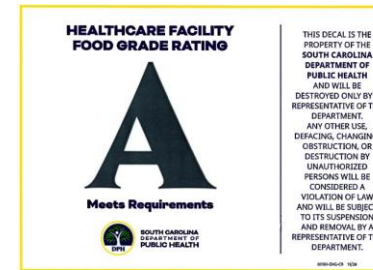 HEALTHCARE FACILITY
FOOD GRADE RATING
A
Meets Requirements
DPH
SOUTH CAROLINA
DEPARTMENT OF
PUBLIC HEALTH
THIS DECAL IS THE
PROPERTY OF THE
SOUTH CAROLINA
DEPARTMENT OF
PUBLIC HEALTH
AND WILL BE
DESTROYED ONLY BY
REPRESENTATIVE OF T
DEPARTMENT.
ANY OTHER USE,
DEFACING, CHANGIN
OBSTRUCTION, OR
DESTRUCTION BY
UNAUTHORIZED
PERSONS WILL BE
CONSIDERED A
VIOLATION OF LAW
AND WILL BE SUBJEC
TO ITS SUSPENSION
AND REMOVAL BY A
REPRESENTATIVE OF T
DEPARTMENT.